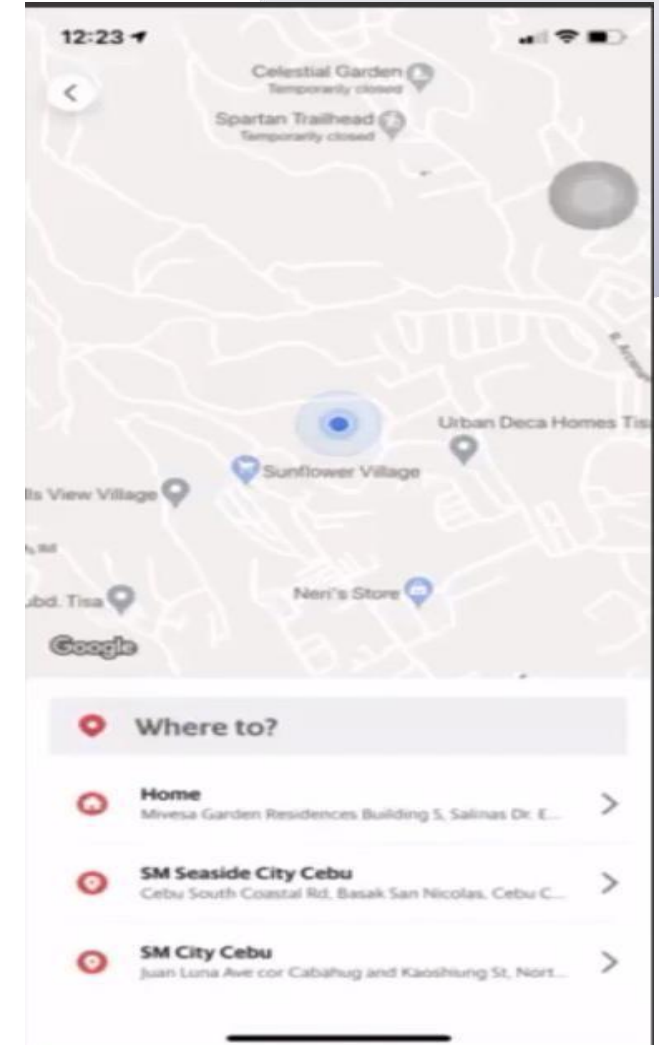 12:23
Celestial Garden
Temporarily closed
Spartan Trailhead
Temporarily closed
R. Arcena
Urban Deca Homes Tis
Sunflower Village
lls View Village
Rd
ubd. Tisa
Neri's Store
Google
Where to?
Home
Mivesa Garden Residences Building 5, Salinas Dr. E...
SM Seaside City Cebu
Cebu South Coastal Rd, Basak San Nicolas, Cebu C...
SM City Cebu
Juan Luna Ave cor Cabahug and Kaoshiung St, Nort...